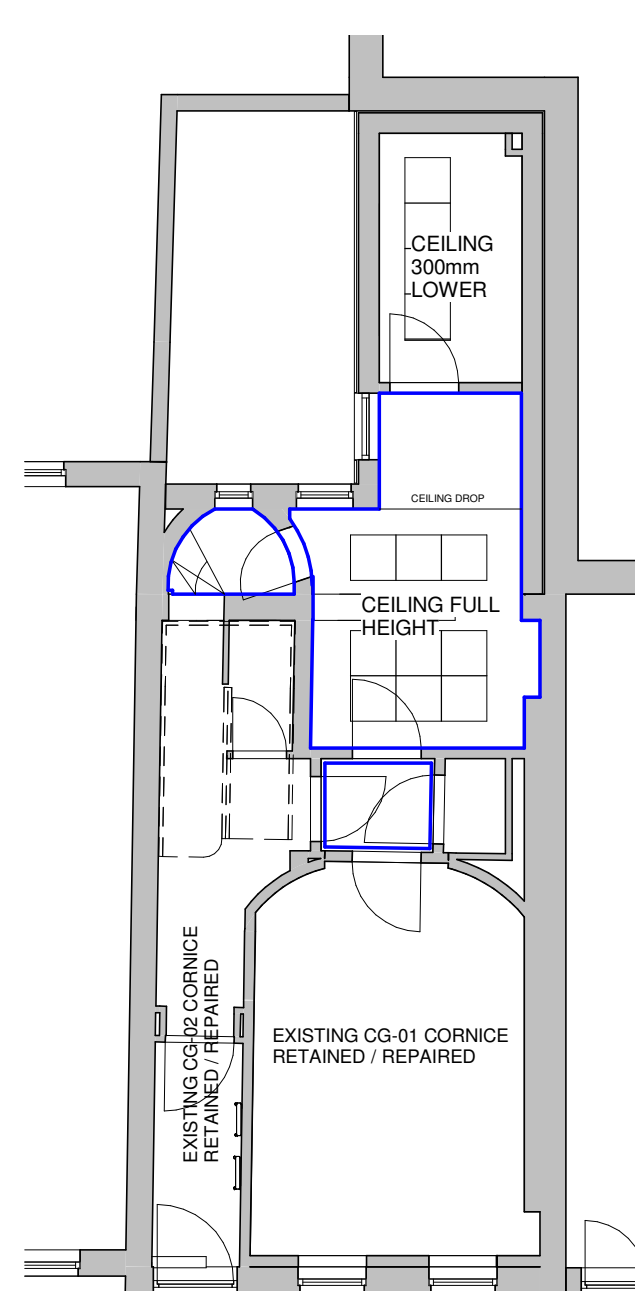 CEILING
300mm
LOWER
CEILING DROP
CEILING FULL
HEIGHT
EXISTING CG-02 CORNICE
RETAINED / REPAIRED
EXISTING CG-01 CORNICE
RETAINED / REPAIRED